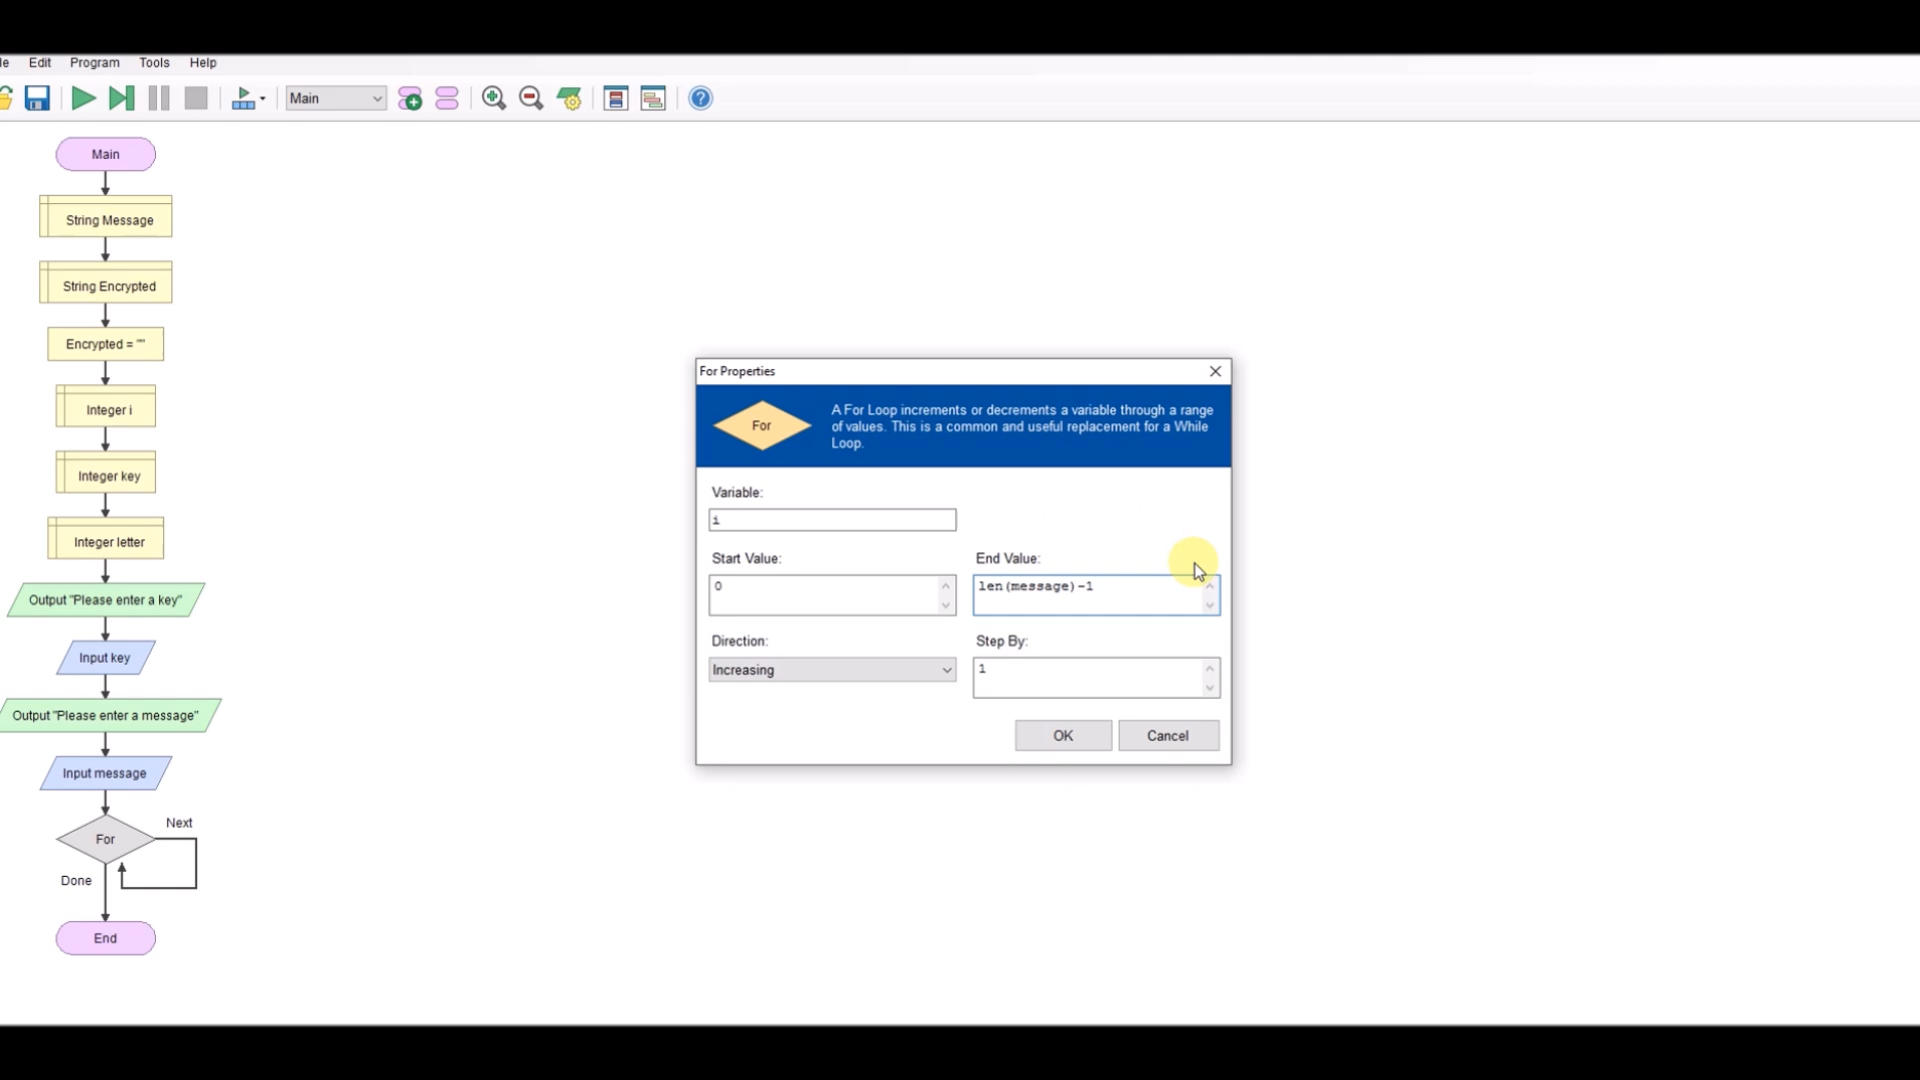 le Edit Program Tools Help
Main
Main
String Message
String Encrypted
Encrypted = ""
Integer i
Integer key
Integer letter
Output "Please enter a key"
Input key
Output "Please enter a message"
Input message
For
Next
Done
End
For Properties
For
A For Loop increments or decrements a variable through a range
of values. This is a common and useful replacement for a While
Loop.
Variable:
i
Start Value:
0
End Value:
len(message)-1
Direction:
Increasing
Step By:
1
OK
Cancel